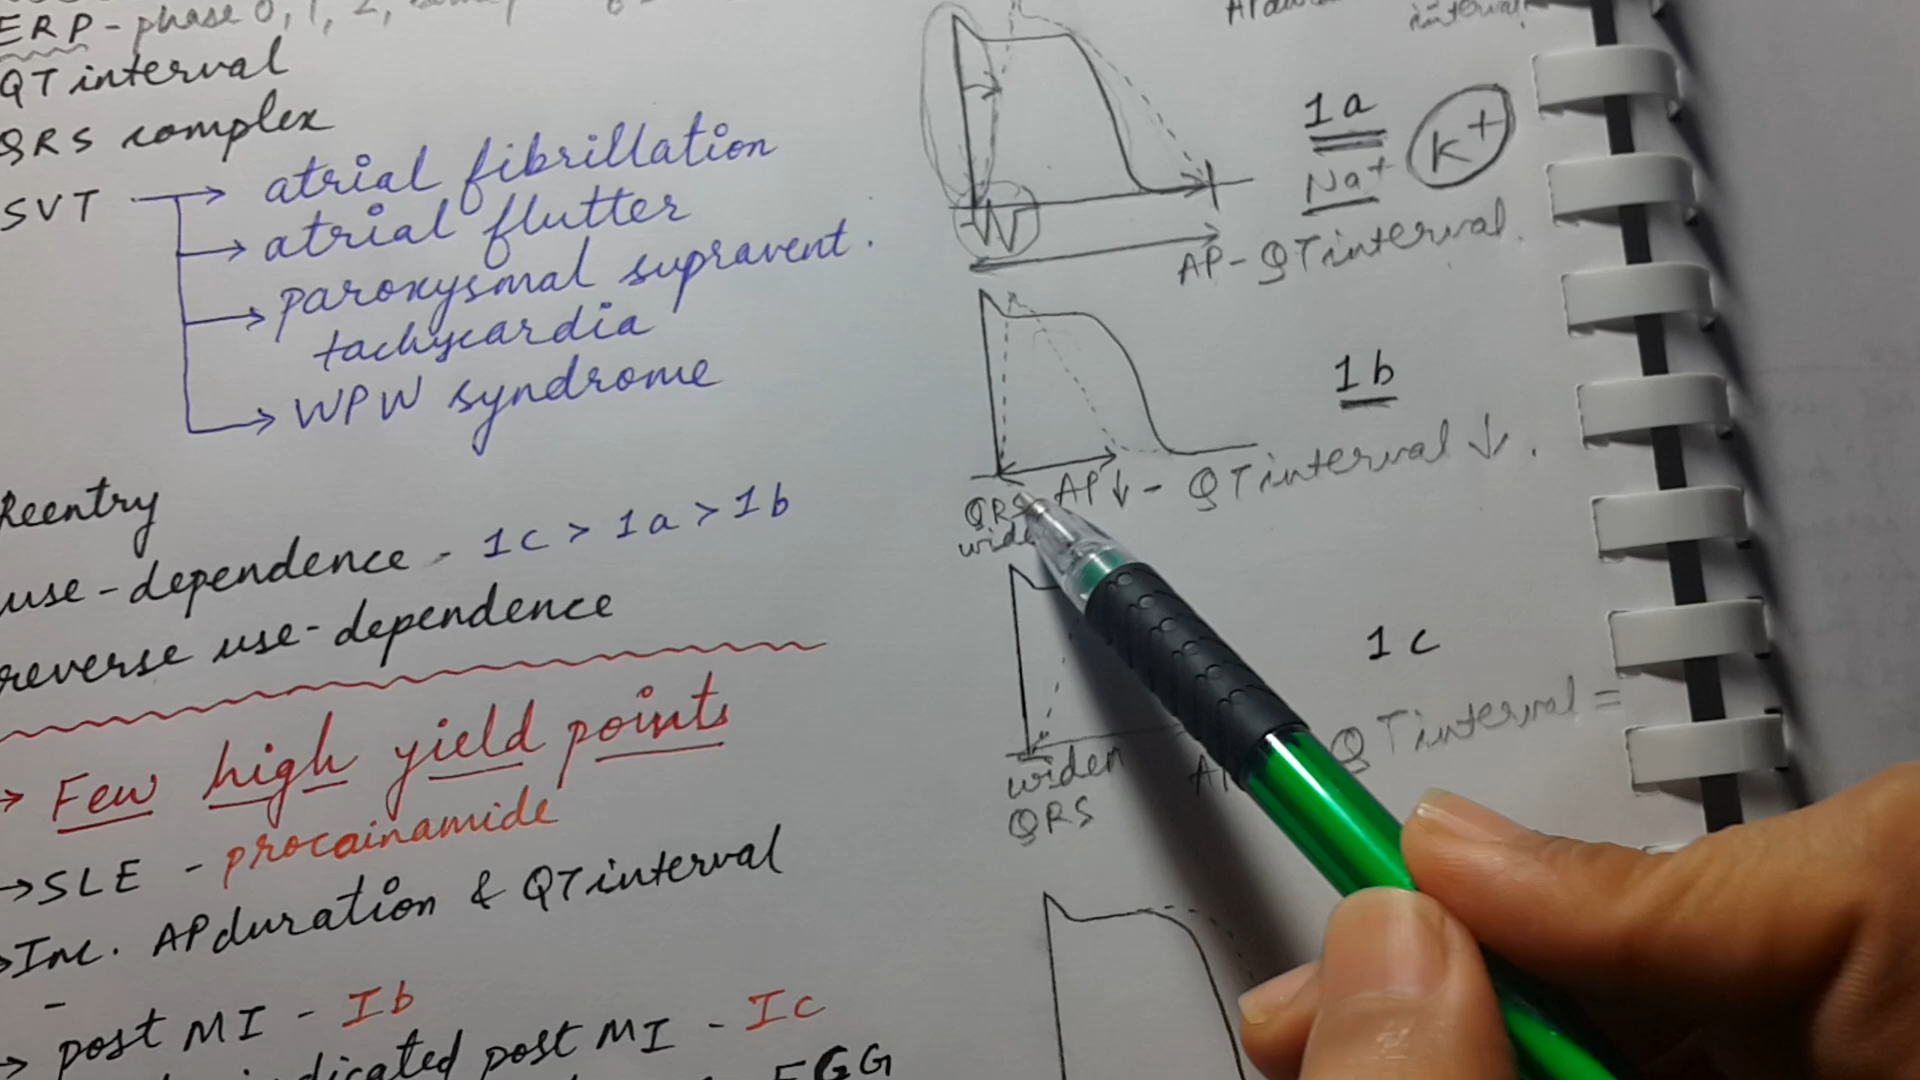 ERP - phase 0, 1, 2,
QT interval
QRS complex
SVT → atrial fibrillation
→ atrial flutter
→ paroxysmal supravent.
tachycardia
→ WPW syndrome
Reentry
use-dependence - 1c > 1a > 1b
reverse use-dependence
→ Few high yield points
→ SLE - procainamide
→ Inc. AP duration & QT interval
-
→ post MI - Ib
indicated post MI - Ic
interval
1a
Na+ K+
AP - QT interval.
1b
QRS AP ↓ - QT interval ↓.
wide
1c
widen QT interval =
QRS